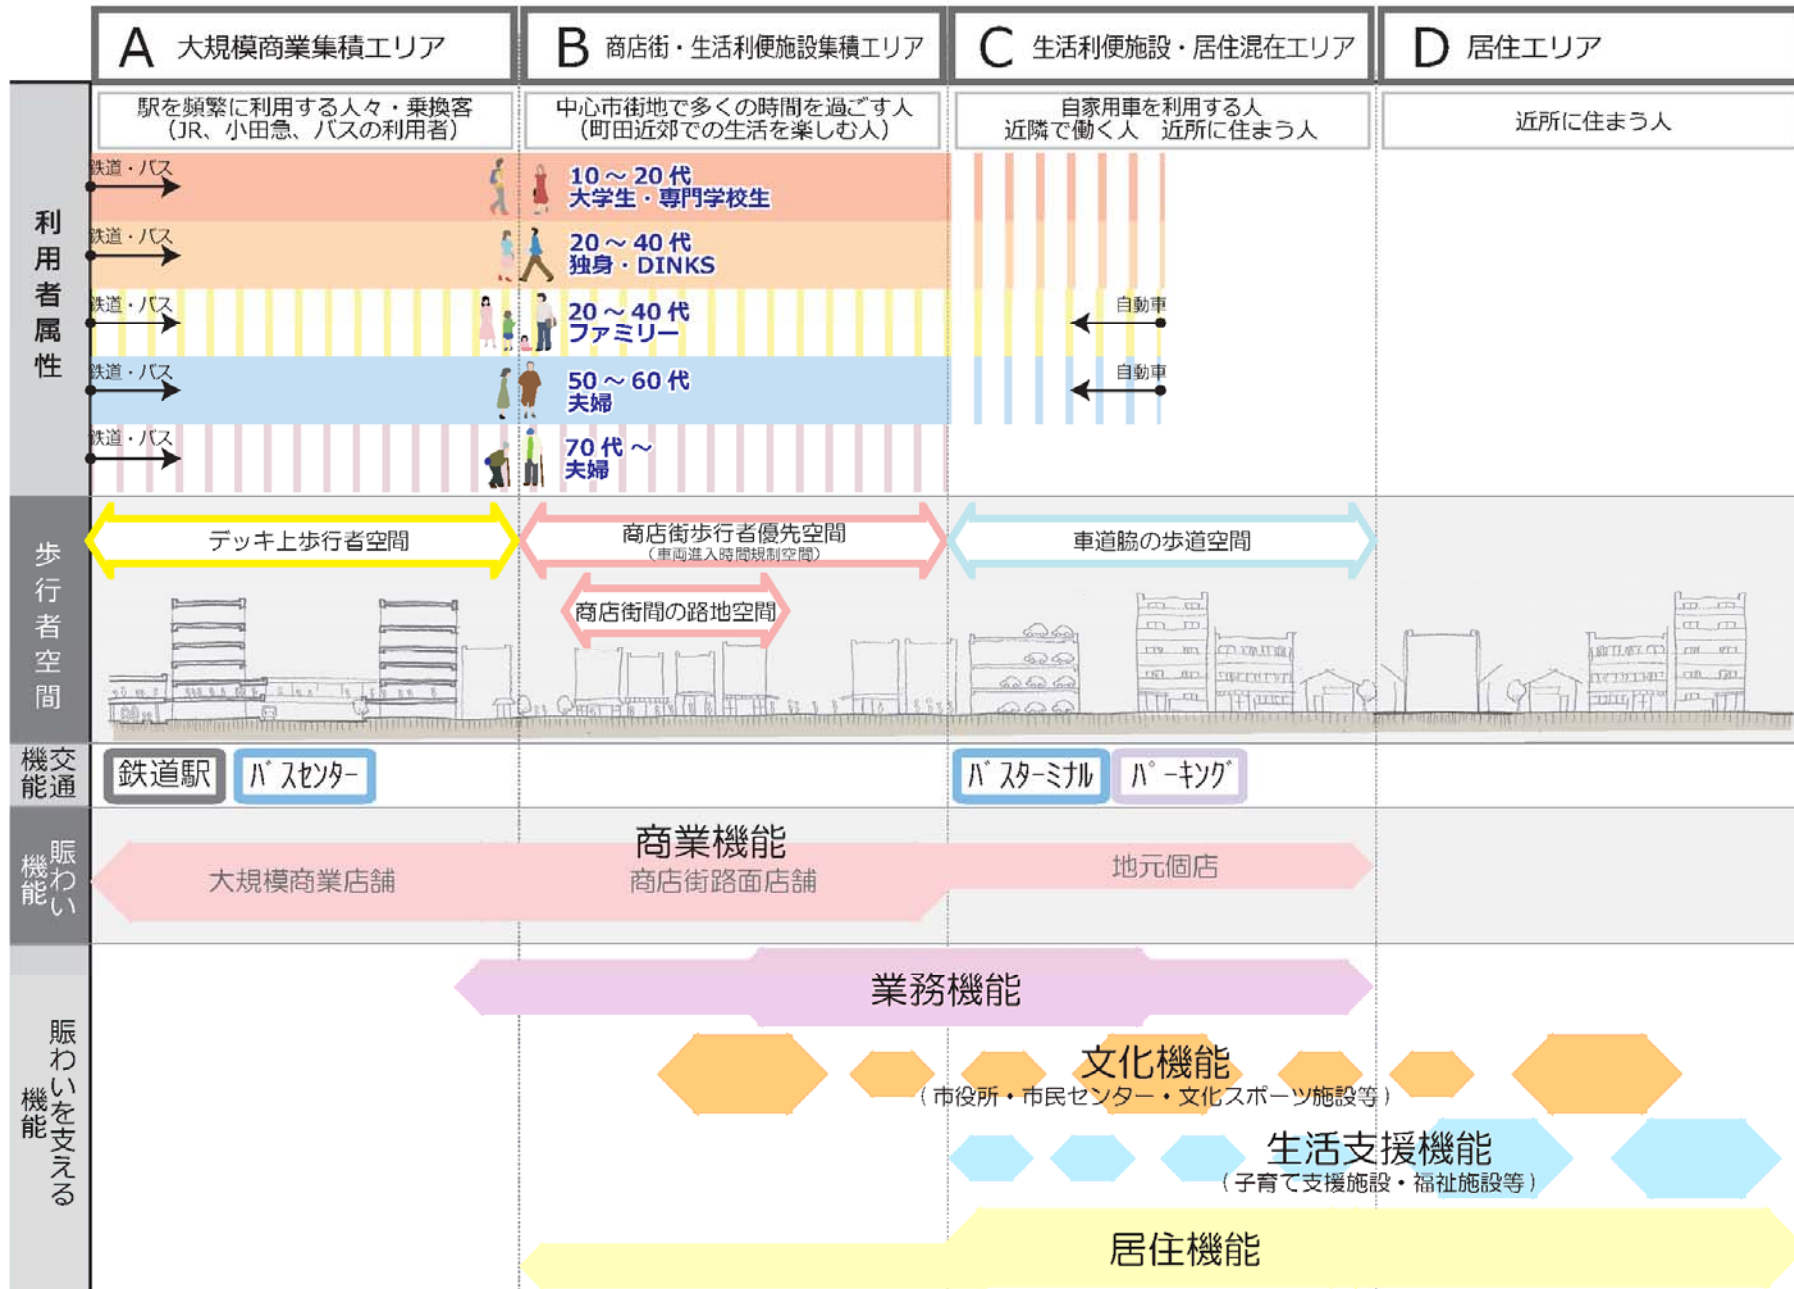 A 大規模商業集積エリア
B 商店街・生活利便施設集積エリア
C 生活利便施設・居住混在エリア
D 居住エリア
利用者属性
駅を頻繁に利用する人々・乗換客
（JR、小田急、バスの利用者）
中心市街地で多くの時間を過ごす人
（町田近郊での生活を楽しむ人）
自家用車を利用する人
近隣で働く人　近所に住まう人
近所に住まう人
鉄道・バス
10～20代
大学生・専門学校生
鉄道・バス
20～40代
独身・DINKS
鉄道・バス
20～40代
ファミリー
自動車
鉄道・バス
50～60代
夫婦
自動車
鉄道・バス
70代～
夫婦
歩行者空間
デッキ上歩行者空間
商店街歩行者優先空間
（車両進入時間規制空間）
車道脇の歩道空間
商店街間の路地空間
交通機能
鉄道駅
バスセンター
バスターミナル
パーキング
賑わい機能
商業機能
大規模商業店舗
商店街路面店舗
地元個店
賑わいを支える機能
業務機能
文化機能
（市役所・市民センター・文化スポーツ施設等）
生活支援機能
（子育て支援施設・福祉施設等）
居住機能